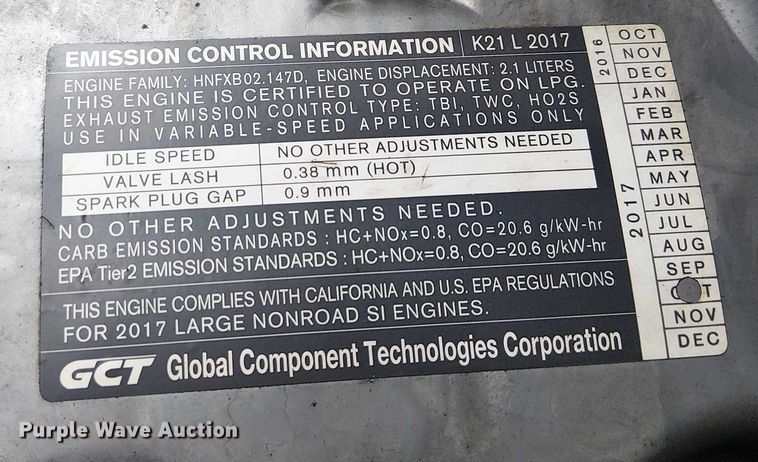 EMISSION CONTROL INFORMATION K21 L 2017
ENGINE FAMILY: HNFXB02.147D, ENGINE DISPLACEMENT: 2.1 LITERS
THIS ENGINE IS CERTIFIED TO OPERATE ON LPG.
EXHAUST EMISSION CONTROL TYPE: TBI, TWC, HO2S
USE IN VARIABLE-SPEED APPLICATIONS ONLY
IDLE SPEED NO OTHER ADJUSTMENTS NEEDED
VALVE LASH 0.38 mm (HOT)
SPARK PLUG GAP 0.9 mm
NO OTHER ADJUSTMENTS NEEDED.
CARB EMISSION STANDARDS : HC+NOx=0.8, CO=20.6 g/kW-hr
EPA Tier2 EMISSION STANDARDS : HC+NOx=0.8, CO=20.6 g/kW-hr
THIS ENGINE COMPLIES WITH CALIFORNIA AND U.S. EPA REGULATIONS
FOR 2017 LARGE NONROAD SI ENGINES.
GCT Global Component Technologies Corporation
2016
OCT
NOV
DEC
2017
JAN
FEB
MAR
APR
MAY
JUN
JUL
AUG
SEP
OCT
NOV
DEC
Purple Wave Auction